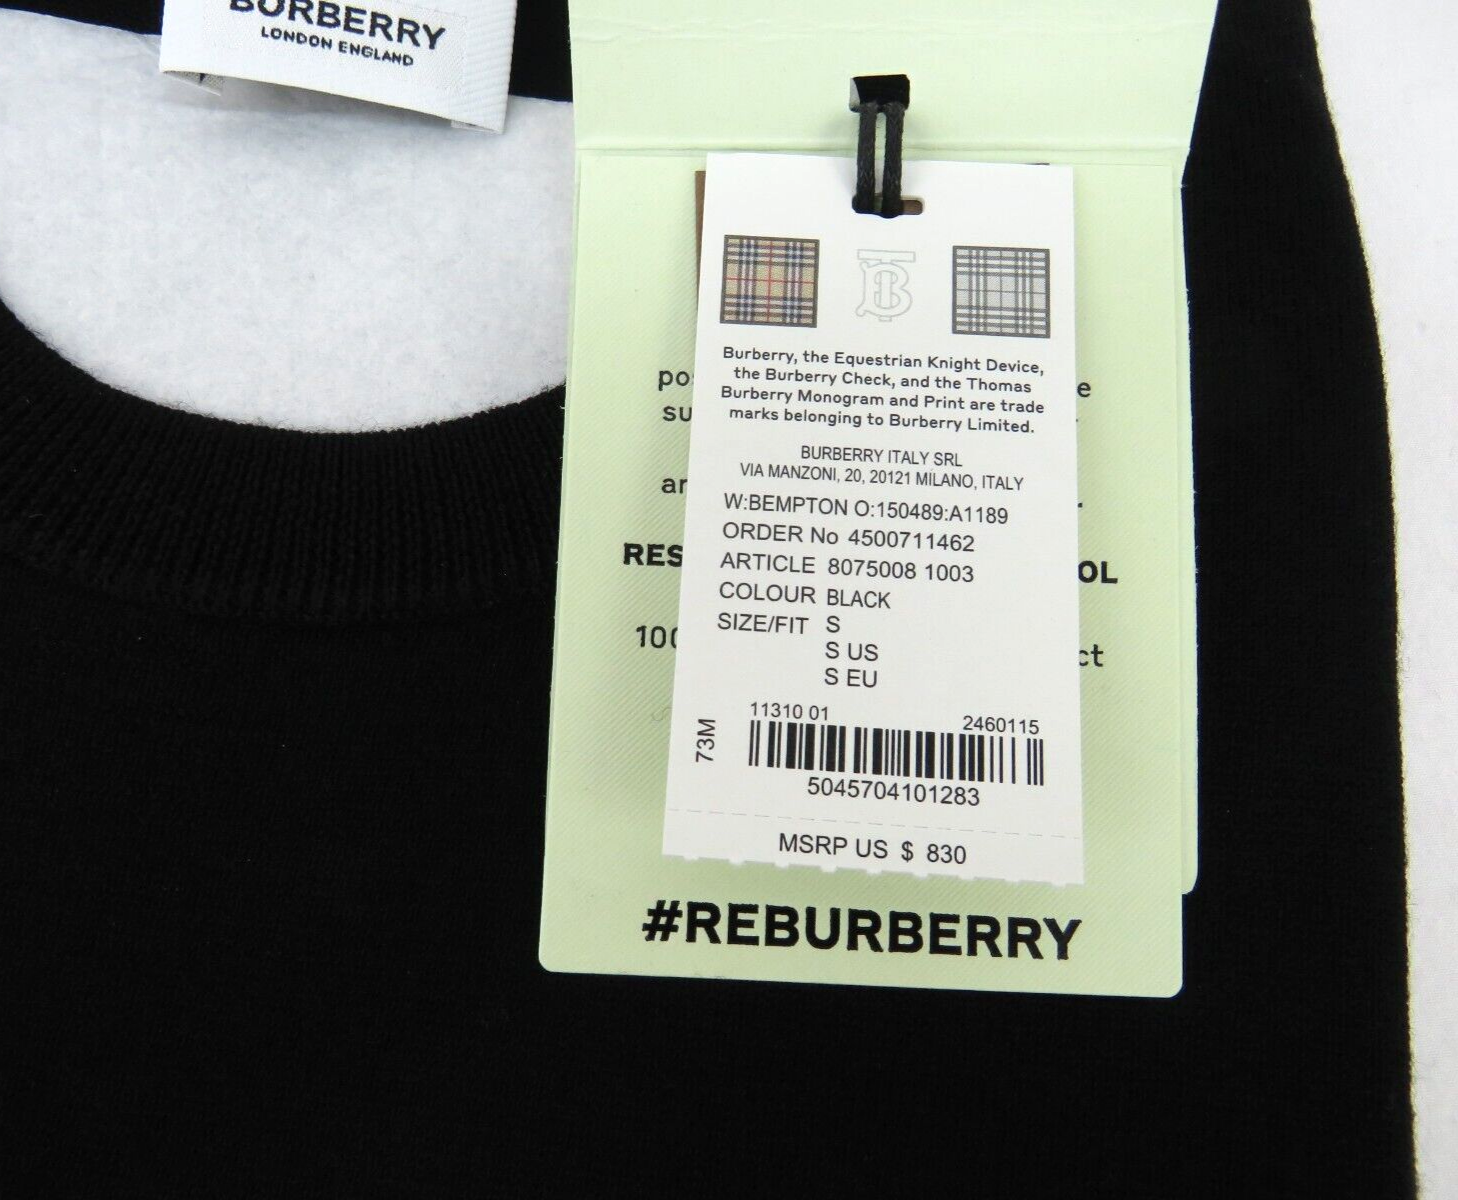 BURBERRY
LONDON ENGLAND
Burberry, the Equestrian Knight Device,
the Burberry Check, and the Thomas
Burberry Monogram and Print are trade
marks belonging to Burberry Limited.
BURBERRY ITALY SRL
VIA MANZONI, 20, 20121 MILANO, ITALY
W:BEMPTON O:150489:A1189
ORDER No 4500711462
ARTICLE 8075008 1003
COLOUR BLACK
SIZE/FIT S
S US
S EU
11310 01 2460115
73M
5045704101283
MSRP US $ 830
#REBURBERRY